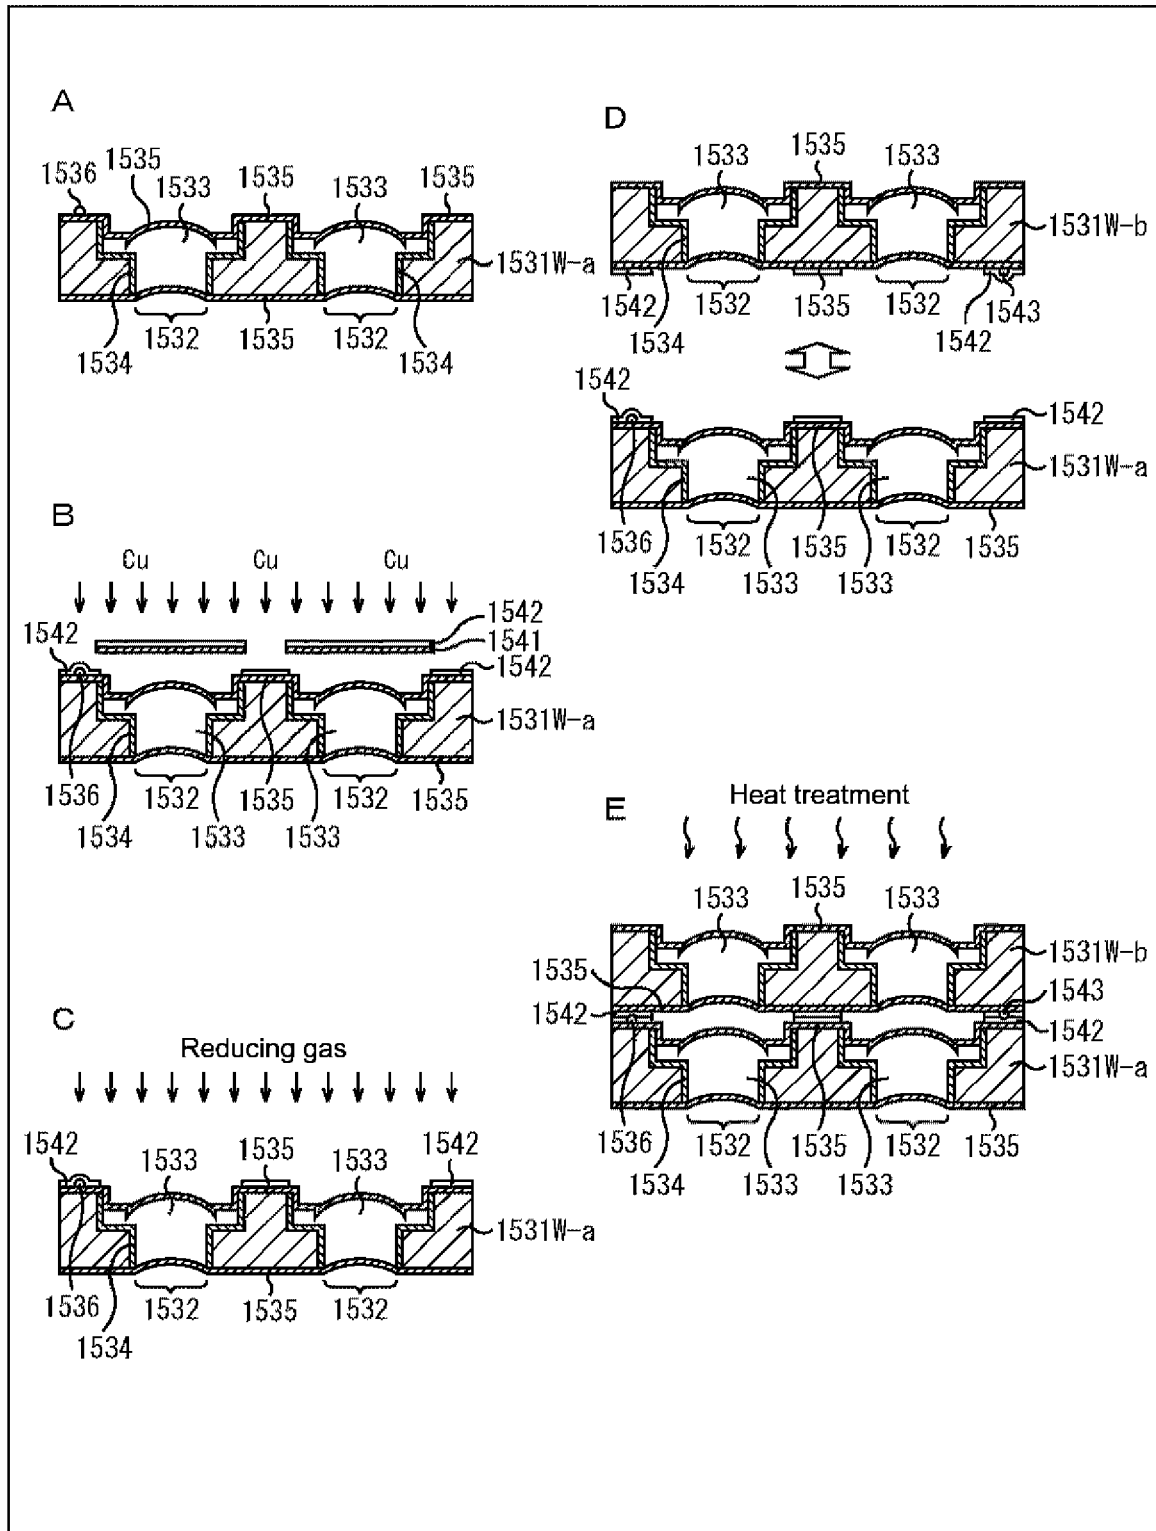 A
1536 1535 1533 1535 1533 1535
1531W-a
1532 1535 1532
1534 1534
B
Cu Cu Cu
1542
1541
1542 1542
1531W-a
1536 1532 1535 1532 1535
1534 1533 1533
C
Reducing gas
1542 1533 1535 1533 1542
1531W-a
1536 1532 1535 1532
1534
D
1533 1535 1533
1531W-b
1542 1532 1535 1532 1543
1534 1542
1542 1542
1531W-a
1536 1532 1535 1532 1535
1534 1533 1533
E
Heat treatment
1533 1535 1533
1531W-b
1535 1543
1542 1542
1531W-a
1536 1532 1535 1532 1535
1534 1533 1533